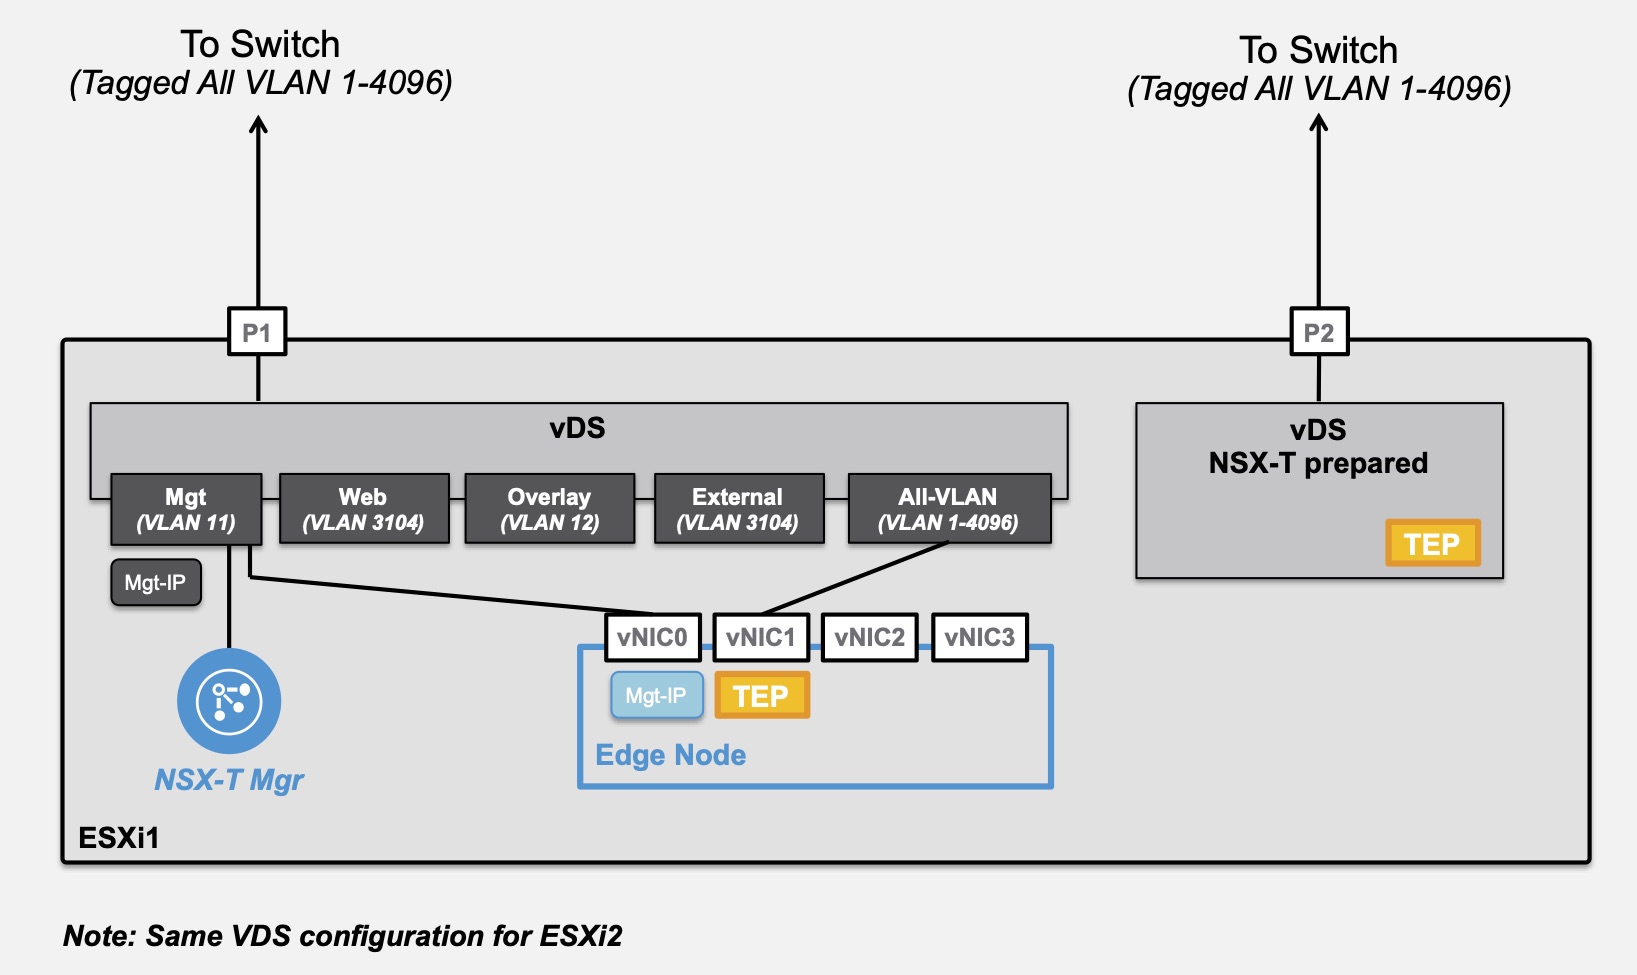 To Switch
(Tagged All VLAN 1-4096)
To Switch
(Tagged All VLAN 1-4096)
P1
P2
vDS
Mgt
(VLAN 11)
Web
(VLAN 3104)
Overlay
(VLAN 12)
External
(VLAN 3104)
All-VLAN
(VLAN 1-4096)
vDS
NSX-T prepared
TEP
Mgt-IP
vNIC0
vNIC1
vNIC2
vNIC3
Mgt-IP
TEP
Edge Node
NSX-T Mgr
ESXi1
Note: Same VDS configuration for ESXi2